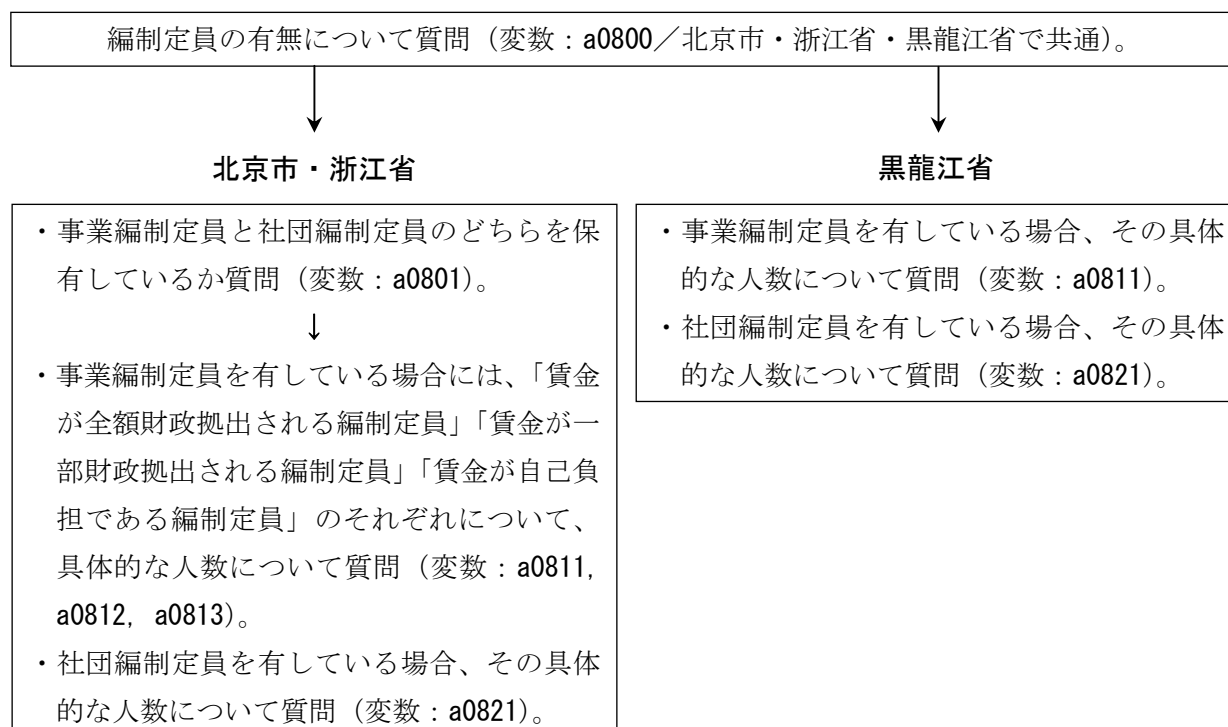 編制定員の有無について質問（変数：a0800／北京市・浙江省・黒龍江省で共通）。
北京市・浙江省
・事業編制定員と社団編制定員のどちらを保
有しているか質問（変数：a0801）。
↓
・事業編制定員を有している場合には、「賃金
が全額財政拠出される編制定員」「賃金が一
部財政拠出される編制定員」「賃金が自己負
担である編制定員」のそれぞれについて、
具体的な人数について質問（変数：a0811,
a0812, a0813）。
・社団編制定員を有している場合、その具体
的な人数について質問（変数：a0821）。
黒龍江省
・事業編制定員を有している場合、その具体
的な人数について質問（変数：a0811）。
・社団編制定員を有している場合、その具体
的な人数について質問（変数：a0821）。